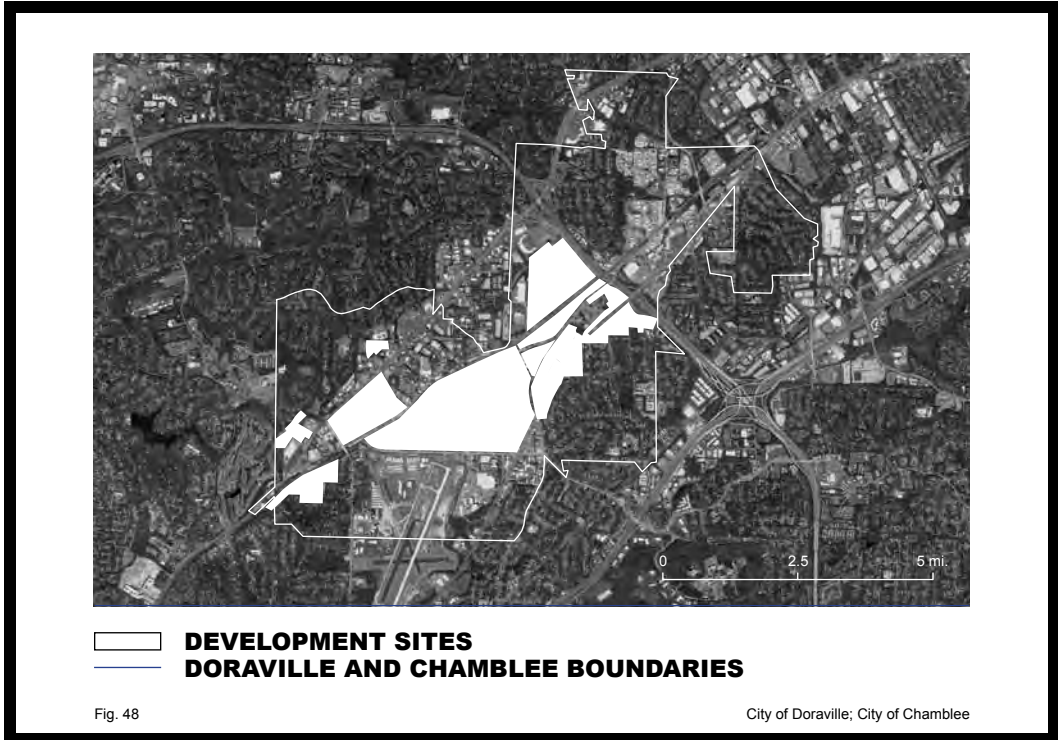 0 2.5 5 mi.
DEVELOPMENT SITES
DORAVILLE AND CHAMBLEE BOUNDARIES
Fig. 48 City of Doraville; City of Chamblee